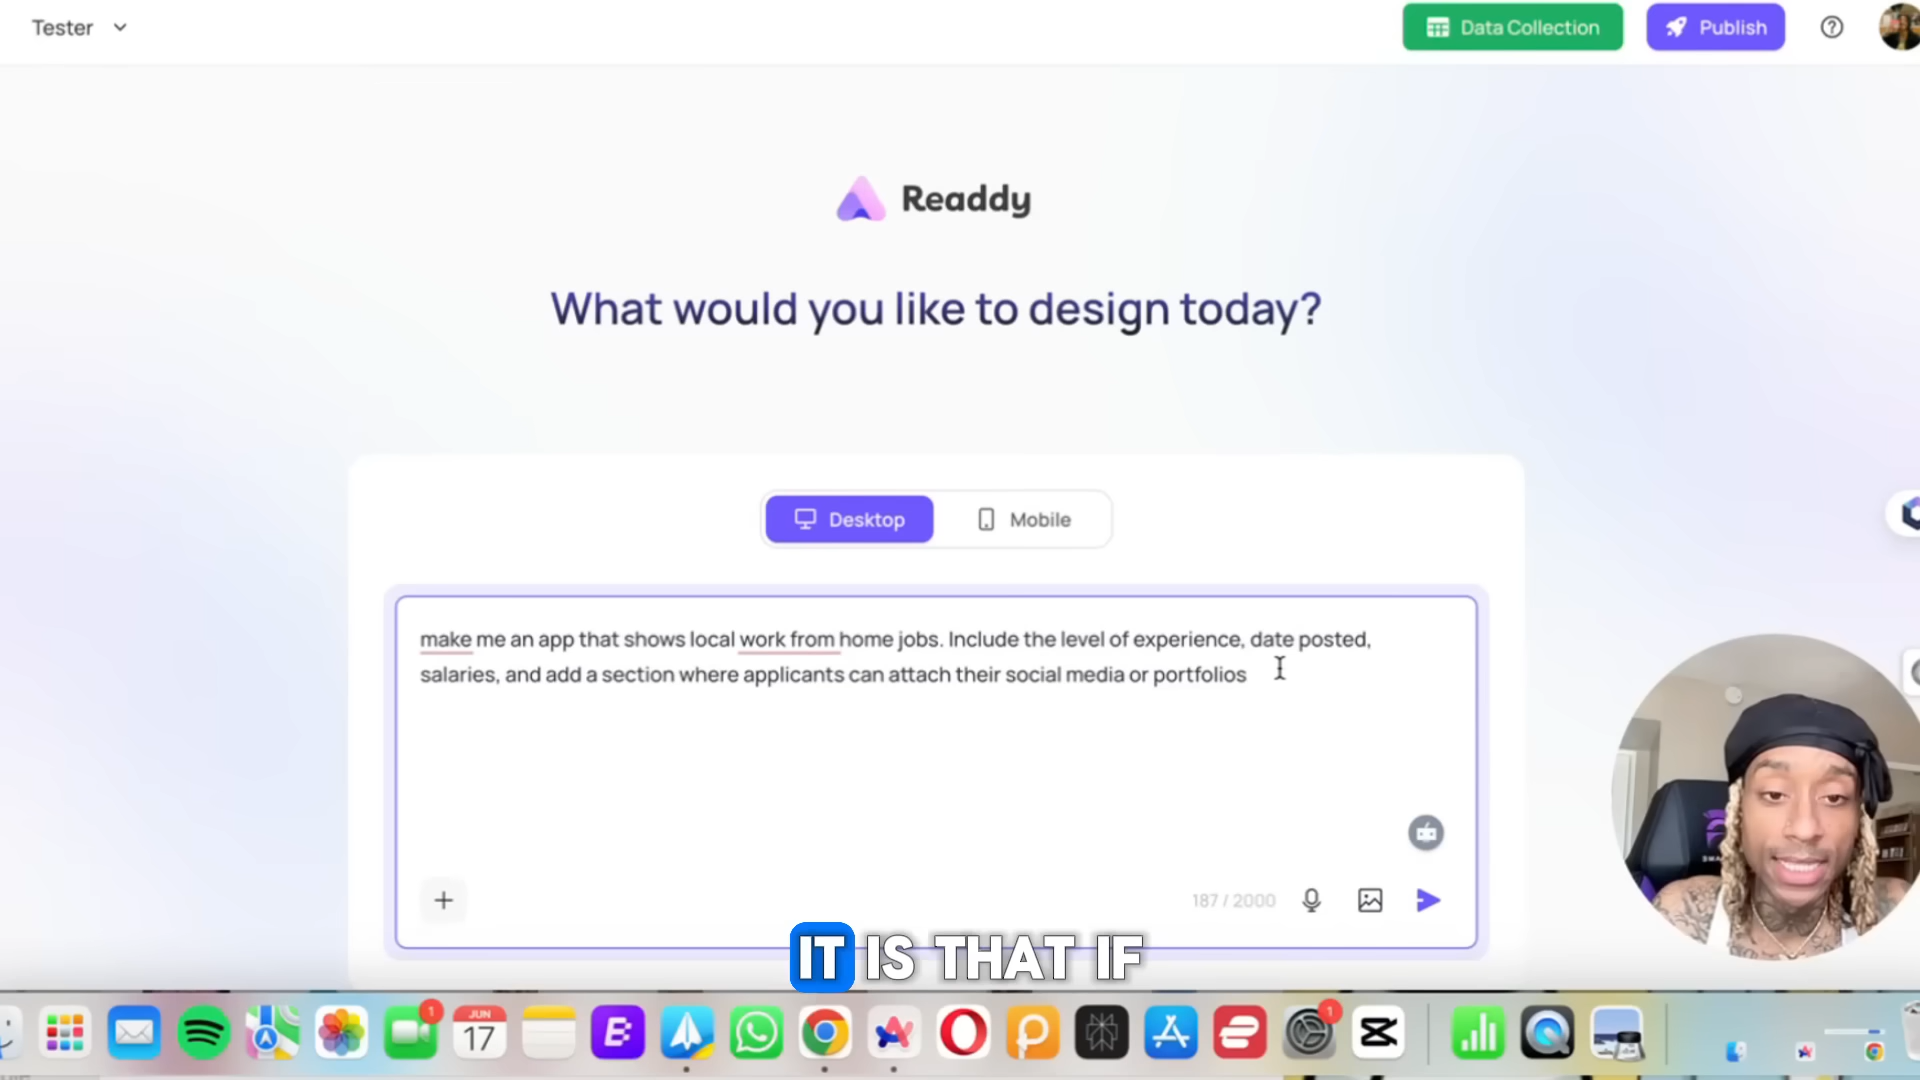 Tester
Data Collection
Publish
Readdy
What would you like to design today?
Desktop
Mobile
make me an app that shows local work from home jobs. Include the level of experience, date posted,
salaries, and add a section where applicants can attach their social media or portfolios
187 / 2000
IT IS THAT IF
1
JUN
17
1